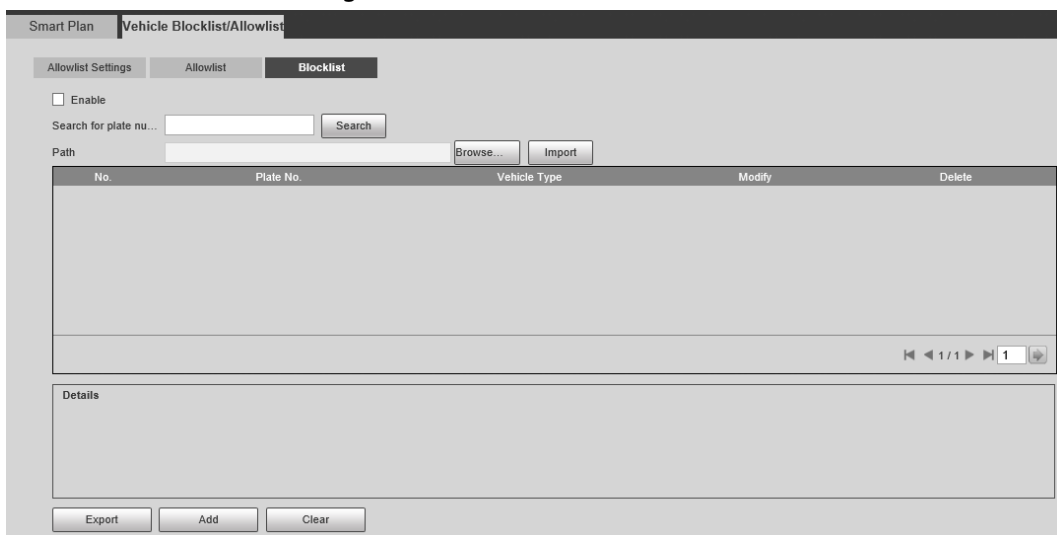 Smart Plan Vehicle Blocklist/Allowlist
Allowlist Settings Allowlist Blocklist
Enable
Search for plate nu... Search
Path Browse... Import
No. Plate No. Vehicle Type Modify Delete
1 / 1 1
Details
Export Add Clear